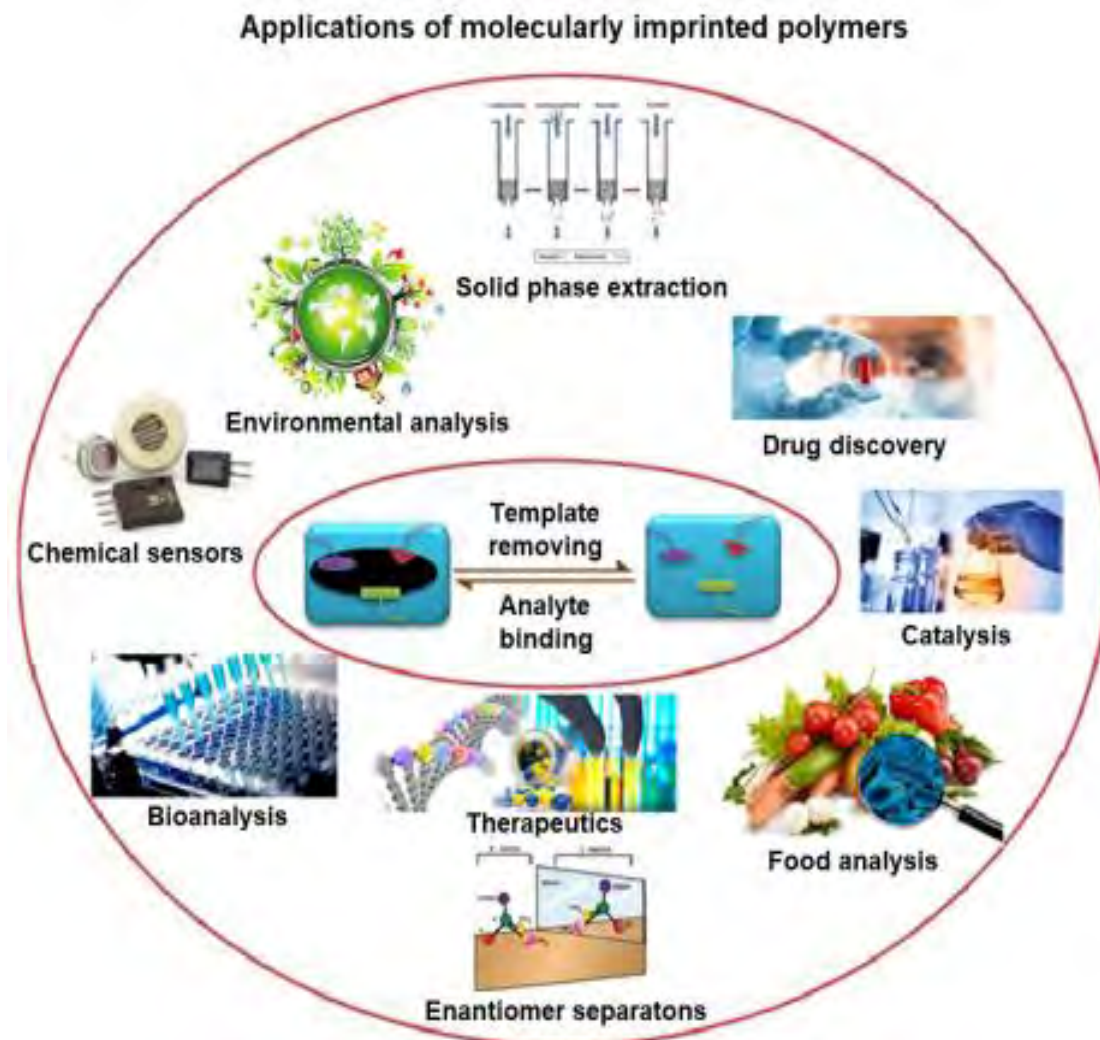 Applications of molecularly imprinted polymers
Solid phase extraction
Environmental analysis
Drug discovery
Chemical sensors
Template
removing
Analyte
binding
Catalysis
Bioanalysis
Therapeutics
Food analysis
Enantiomer separatons